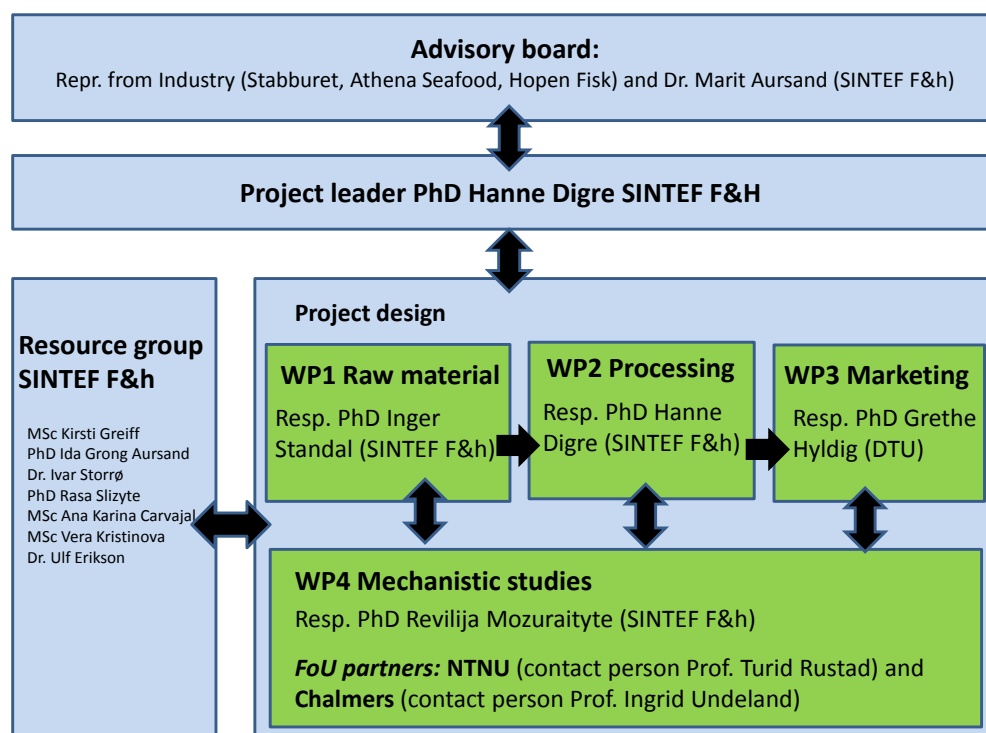 Advisory board:
Repr. from Industry (Stabburet, Athena Seafood, Hopen Fisk) and Dr. Marit Aursand (SINTEF F&h)
Project leader PhD Hanne Digre SINTEF F&H
Resource group
SINTEF F&h
MSc Kirsti Greiff
PhD Ida Grong Aursand
Dr. Ivar Storrø
PhD Rasa Slizyte
MSc Ana Karina Carvajal
MSc Vera Kristinova
Dr. Ulf Erikson
Project design
WP1 Raw material
Resp. PhD Inger
Standal (SINTEF F&h)
WP2 Processing
Resp. PhD Hanne
Digre (SINTEF F&h)
WP3 Marketing
Resp. PhD Grethe
Hyldig (DTU)
WP4 Mechanistic studies
Resp. PhD Revilija Mozuraityte (SINTEF F&h)
FoU partners: NTNU (contact person Prof. Turid Rustad) and
Chalmers (contact person Prof. Ingrid Undeland)